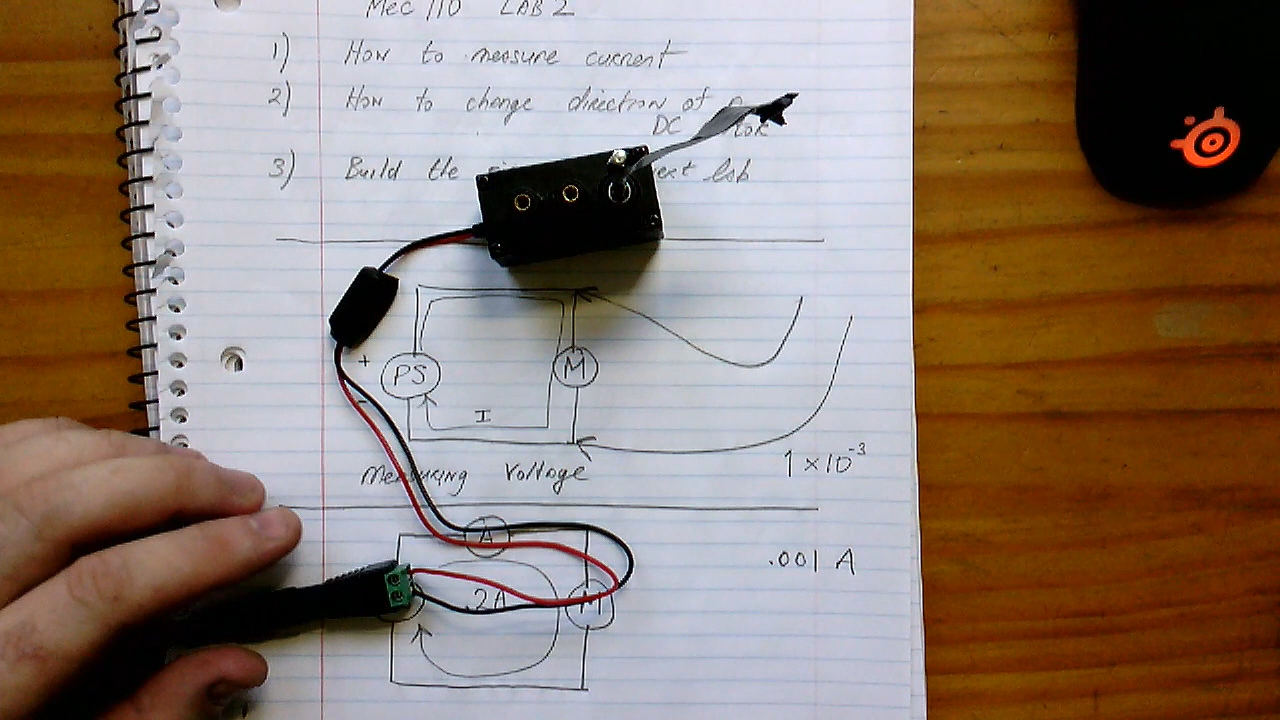 MEC 110 LAB 2
1) How to measure current
2) How to change direction of a
DC
3) Build the next lab
PS
M
+
-
I
Measuring Voltage
1 × 10⁻³
A
.2A
M
.001 A